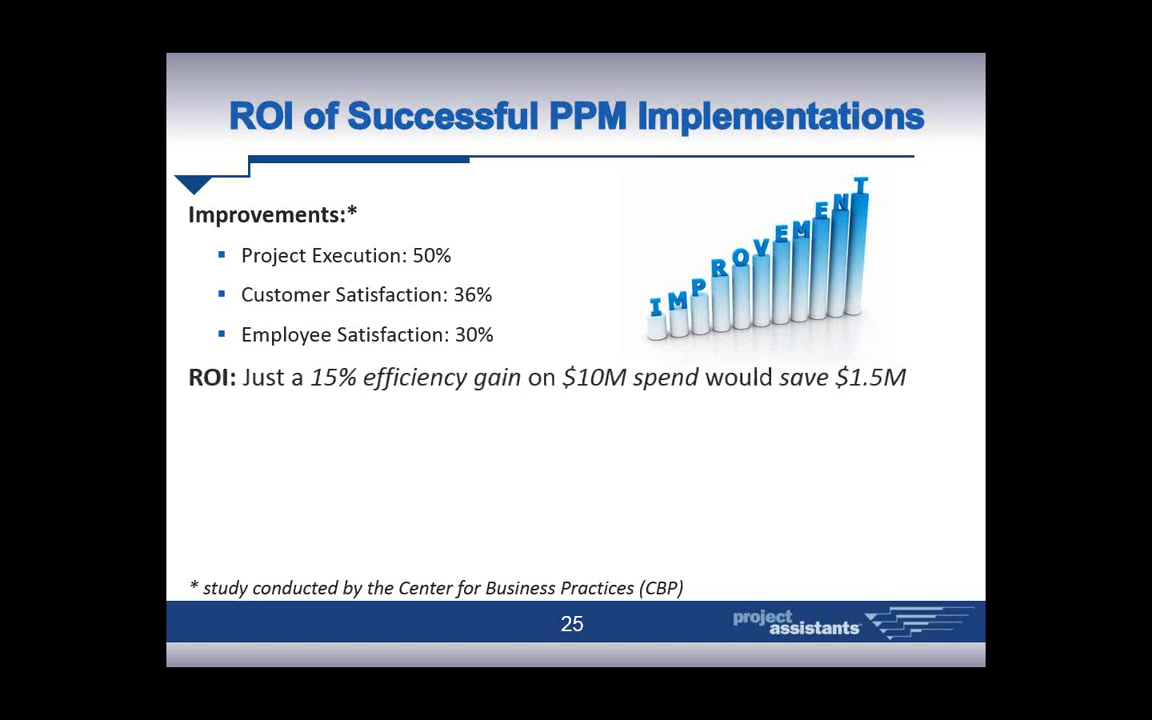 ROI of Successful PPM Implementations
Improvements:*
▪ Project Execution: 50%
▪ Customer Satisfaction: 36%
▪ Employee Satisfaction: 30%
IMPROVEMENT
ROI: Just a 15% efficiency gain on $10M spend would save $1.5M
* study conducted by the Center for Business Practices (CBP)
25
project
assistants